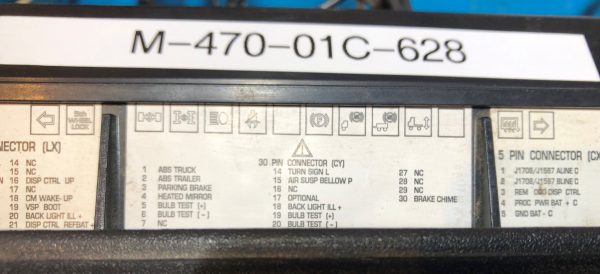 M-470-01C-628
5th WHEEL LOCK
NECTOR [LX]
14 NC
15 NC
16 DISP CTRL UP
17 NC
18 CM WAKE-UP
19 VSP BOOT
20 BACK LIGHT ILL +
21 DISP CTRL REFBAT +
30 PIN CONNECTOR [CY]
1 ABS TRUCK
2 ABS TRAILER
3 PARKING BRAKE
4 HEATED MIRROR
5 BULB TEST [+]
6 BULB TEST [-]
7 NC
14 TURN SIGN L
15 AIR SUSP BELLOW P
16 NC
17 OPTIONAL
18 BACK LIGHT ILL +
19 BULB TEST [+]
20 BULB TEST [-]
27 NC
28 NC
29 NC
30 BRAKE CHIME
5 PIN CONNECTOR [CX
1 J1708/J1587 ALINE C
2 J1708/J1587 BLINE C
3 REM DOG DISP CTRL
4 PROC PWR BAT + C
5 GND BAT - C